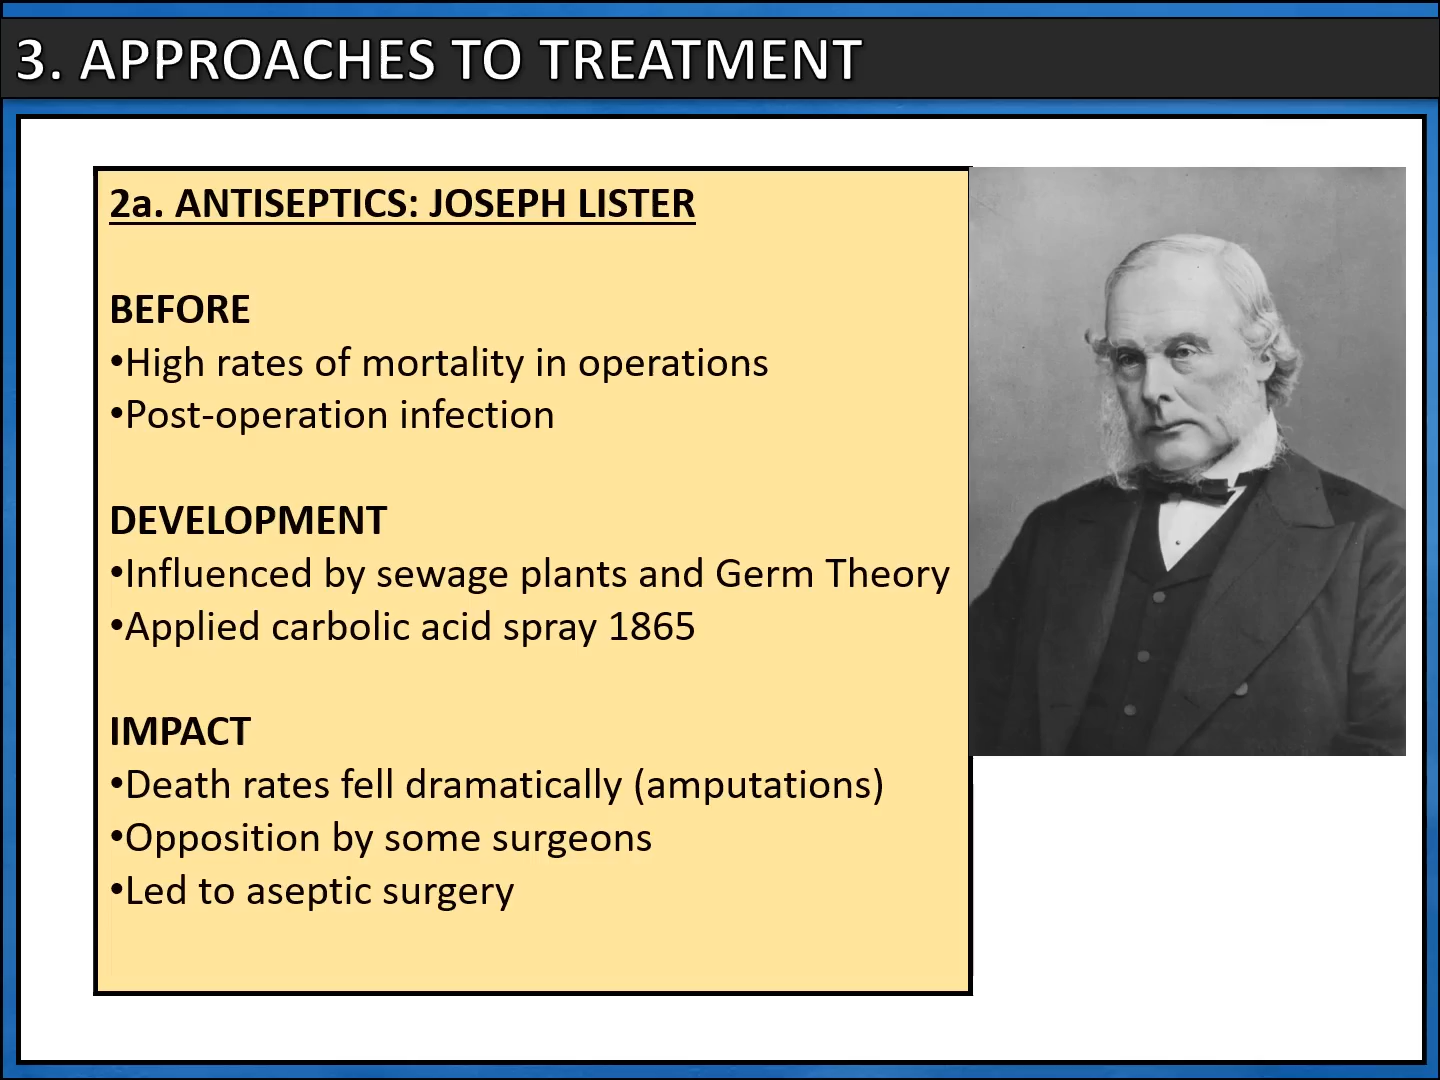 3. APPROACHES TO TREATMENT
2a. ANTISEPTICS: JOSEPH LISTER
BEFORE
•High rates of mortality in operations
•Post-operation infection
DEVELOPMENT
•Influenced by sewage plants and Germ Theory
•Applied carbolic acid spray 1865
IMPACT
•Death rates fell dramatically (amputations)
•Opposition by some surgeons
•Led to aseptic surgery